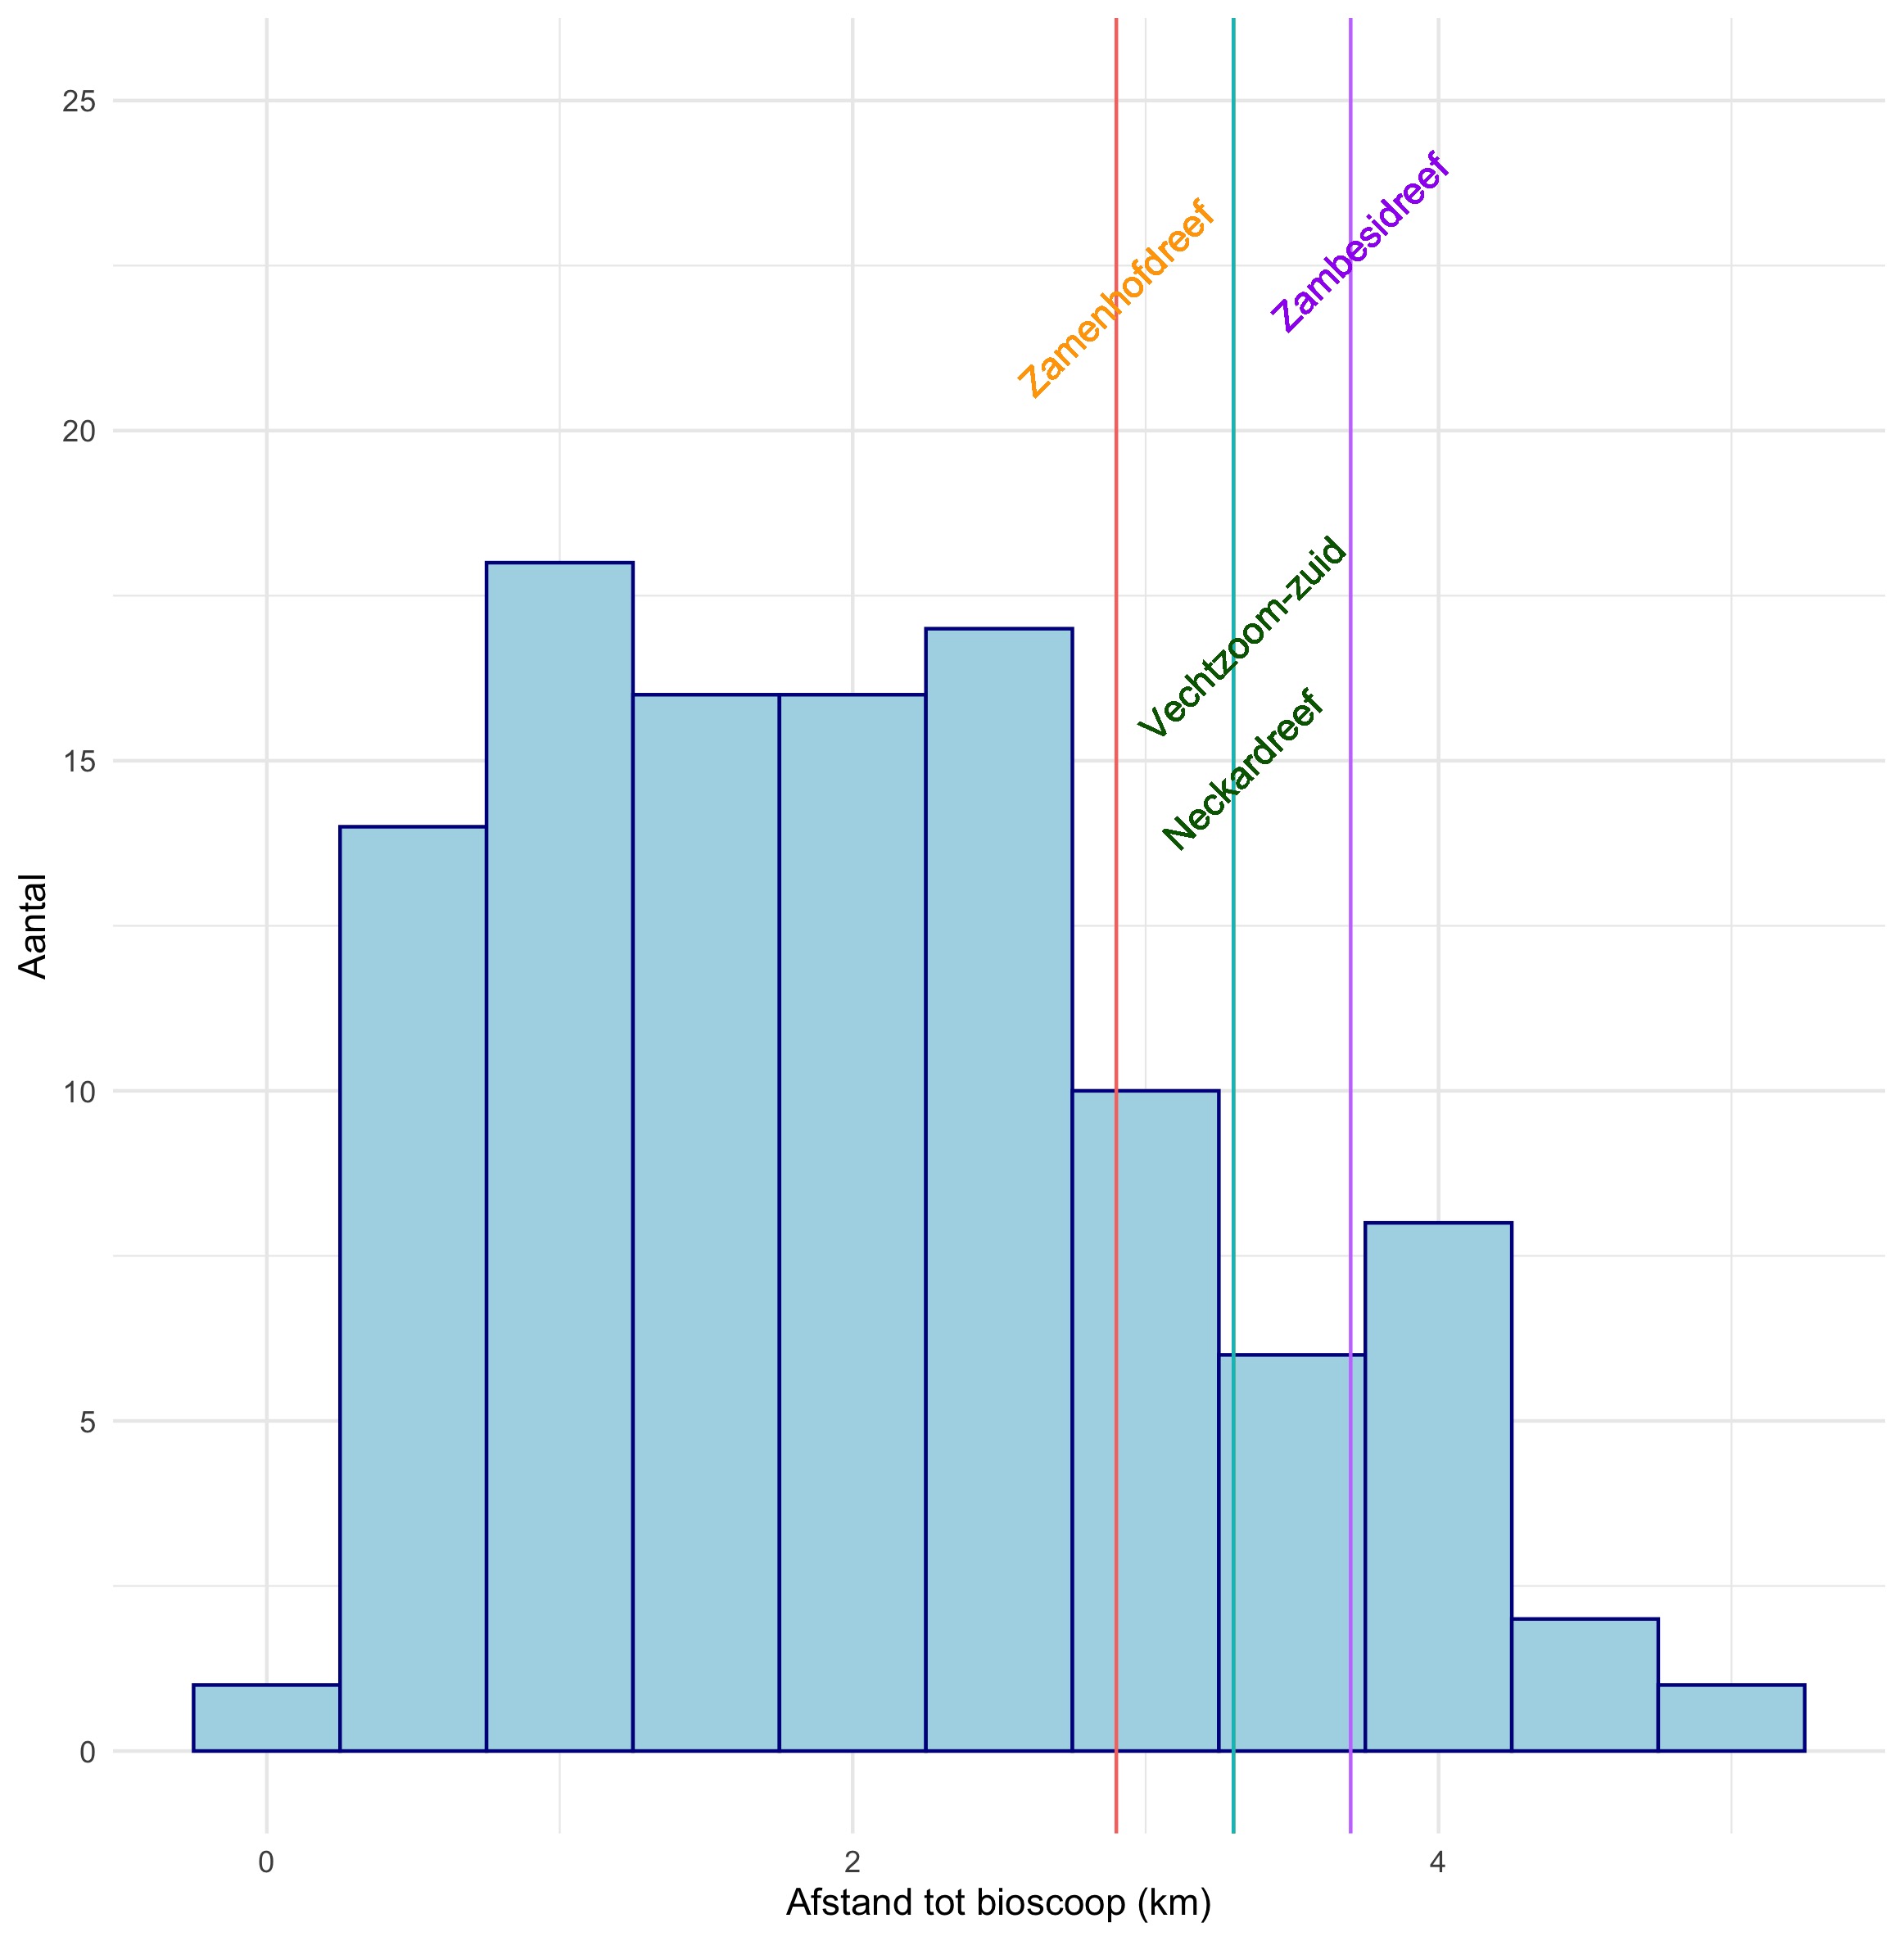 25
20
15
10
5
0
Aantal
Zamenhofdreef
Zambesidreef
Vechtzoom-zuid
Neckardreef
0 2 4
Afstand tot bioscoop (km)